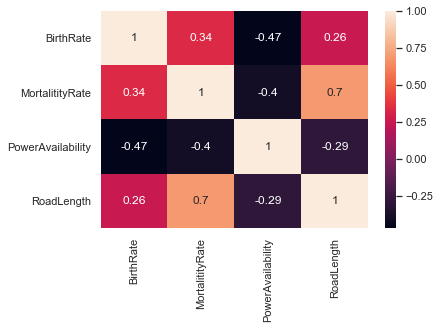 BirthRate 1 0.34 -0.47 0.26
MortalitityRate 0.34 1 -0.4 0.7
PowerAvailability -0.47 -0.4 1 -0.29
RoadLength 0.26 0.7 -0.29 1
BirthRate
MortalitityRate
PowerAvailability
RoadLength
1.00
0.75
0.50
0.25
0.00
-0.25